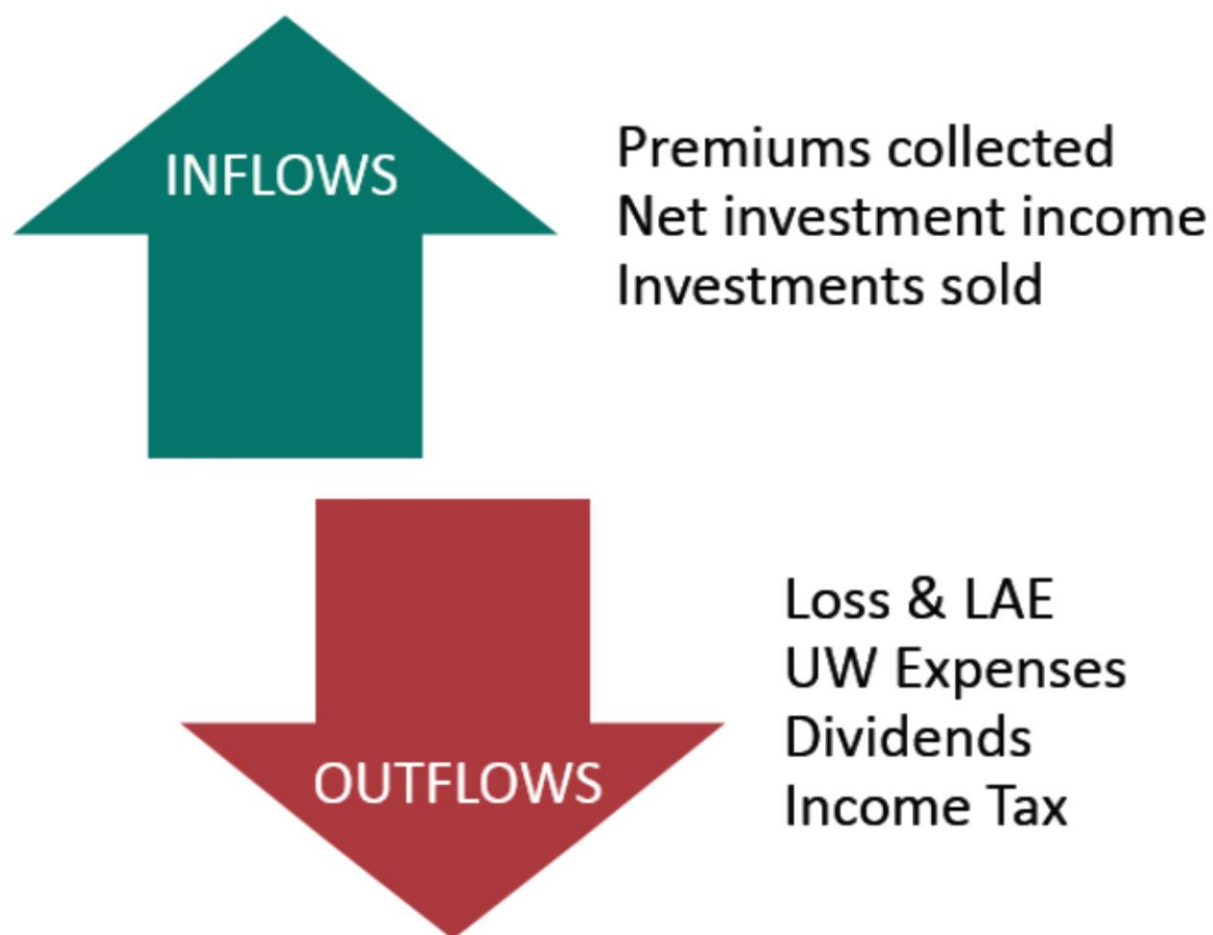 INFLOWS
Premiums collected
Net investment income
Investments sold
OUTFLOWS
Loss & LAE
UW Expenses
Dividends
Income Tax